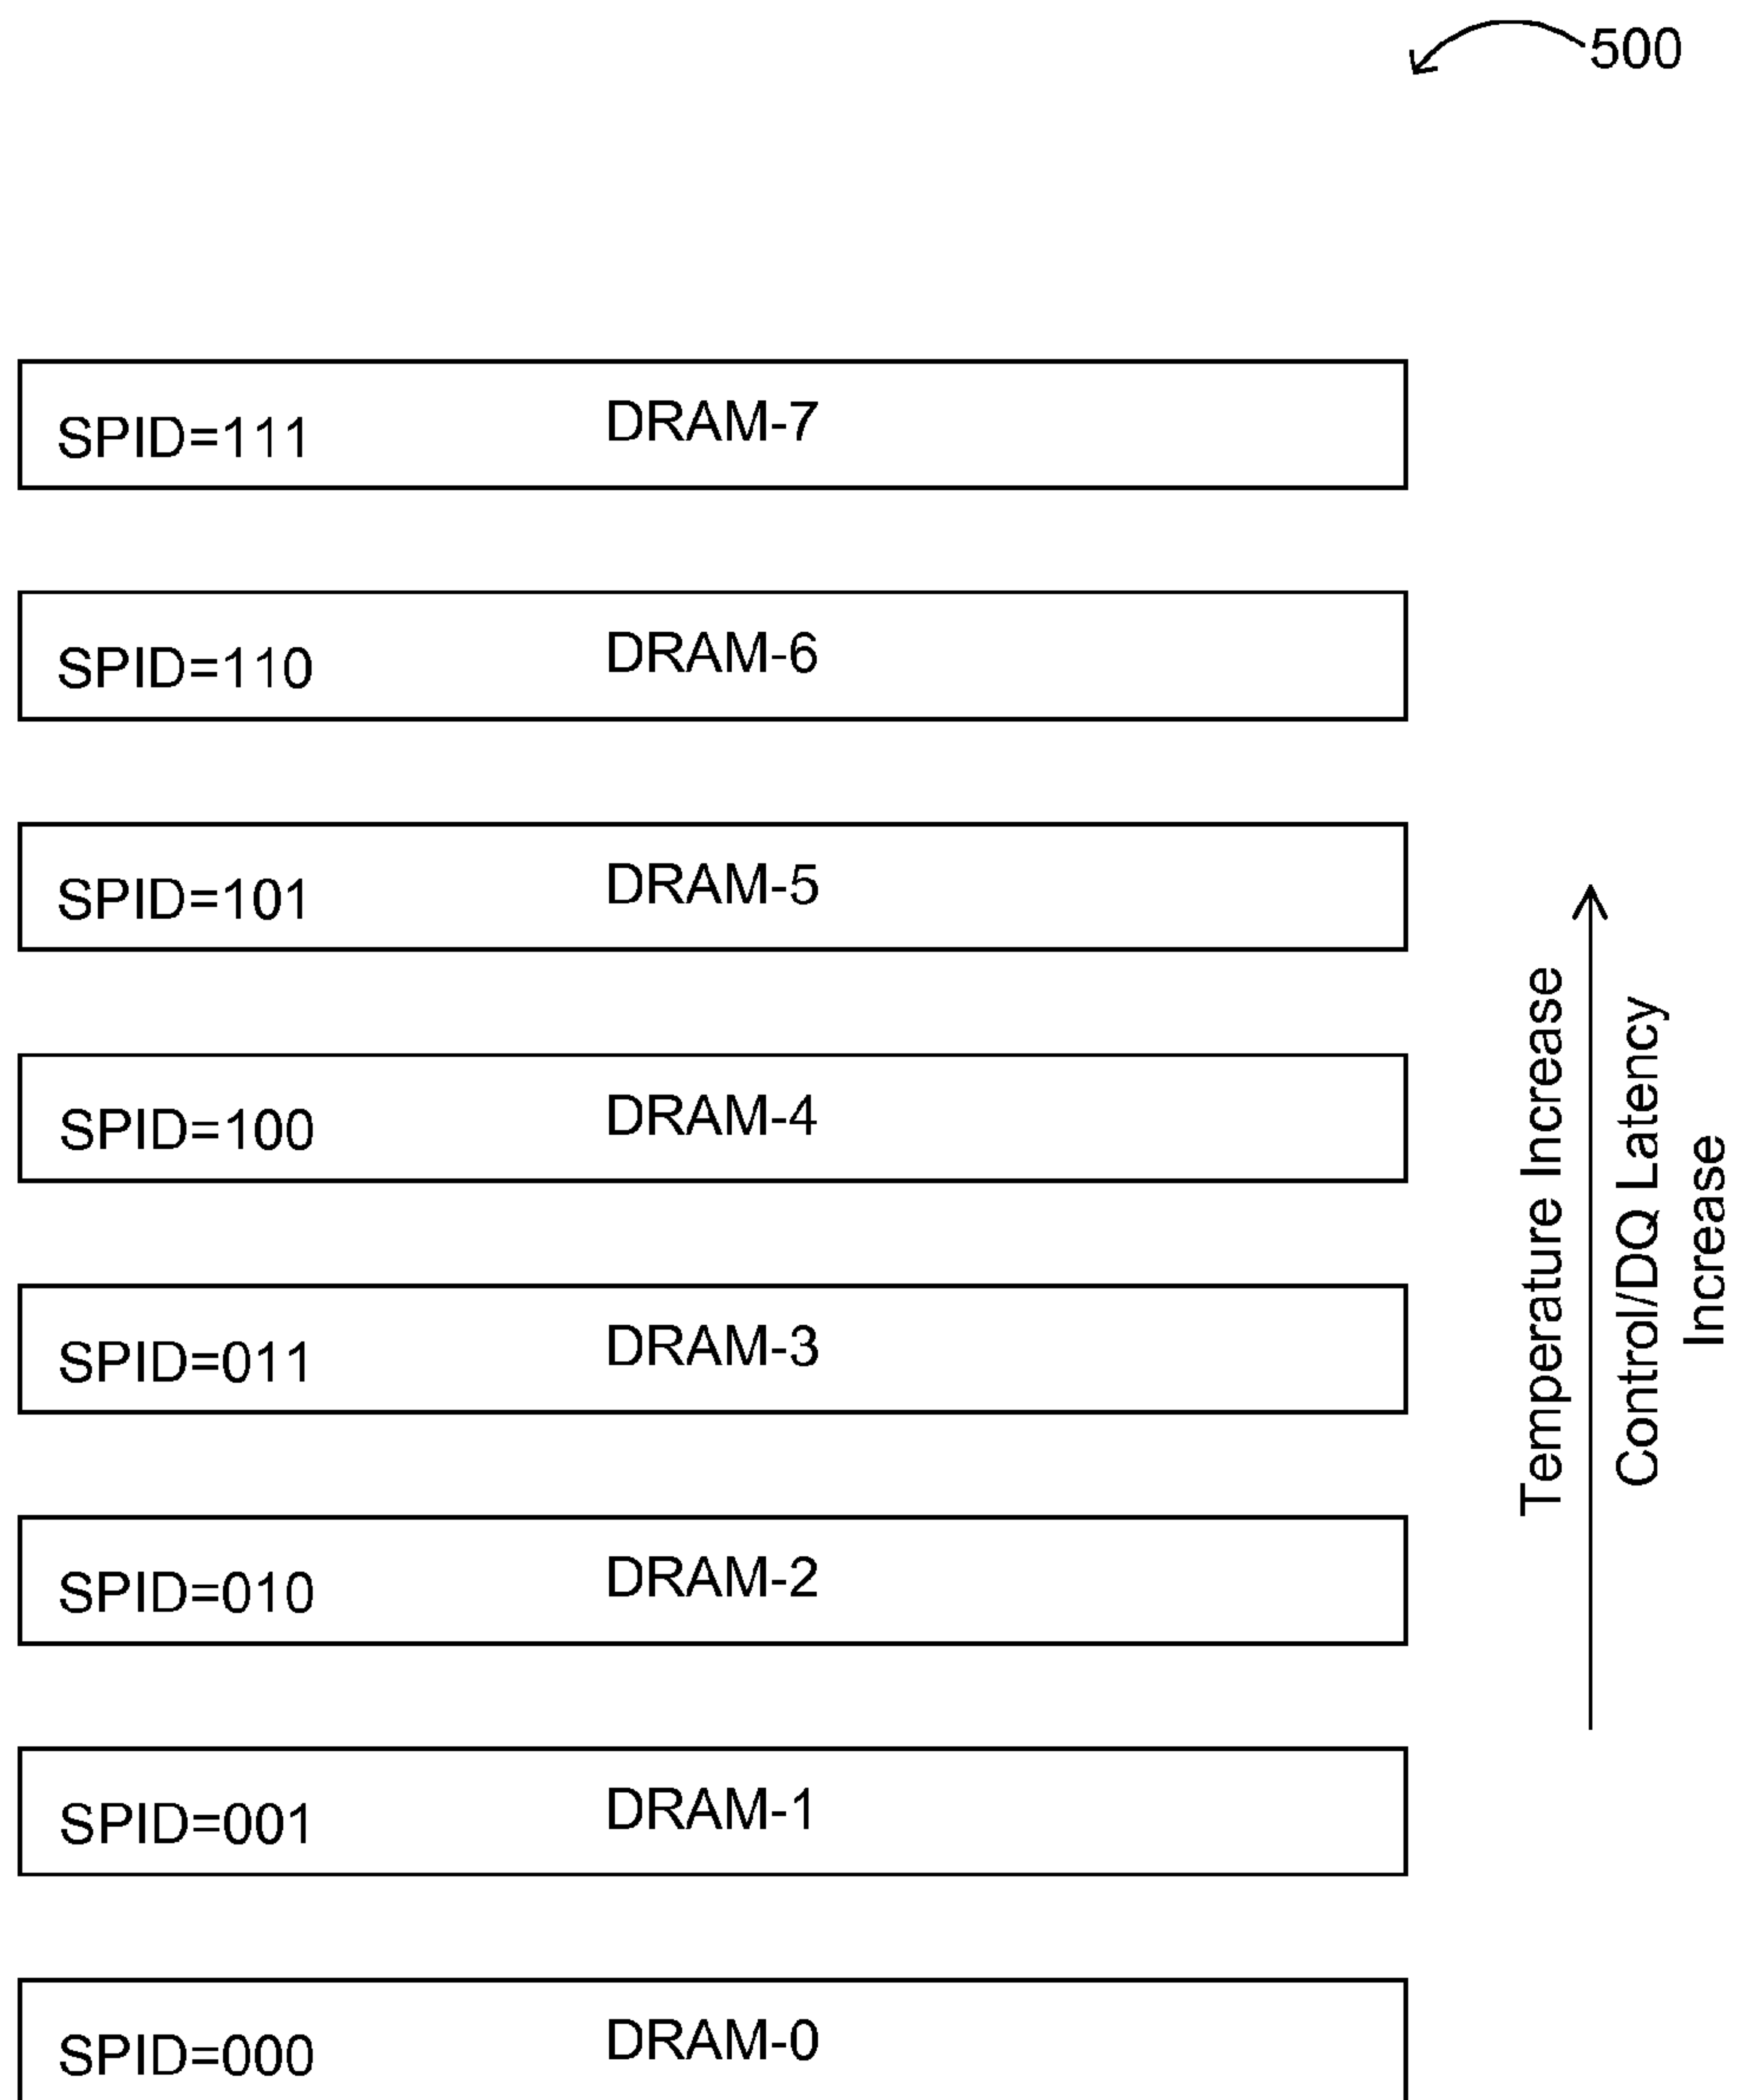 500
SPID=111 DRAM-7
SPID=110 DRAM-6
SPID=101 DRAM-5
SPID=100 DRAM-4
SPID=011 DRAM-3
SPID=010 DRAM-2
SPID=001 DRAM-1
SPID=000 DRAM-0
Temperature Increase
Control/DQ Latency
Increase